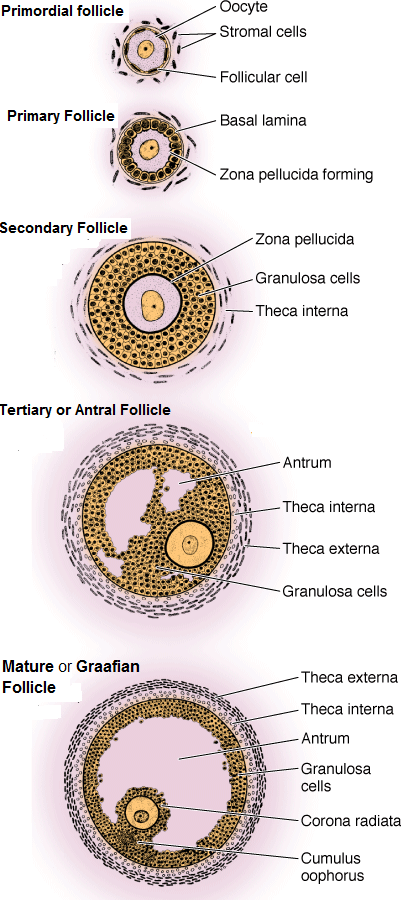 Primordial follicle
Oocyte
Stromal cells
Follicular cell
Primary Follicle
Basal lamina
Zona pellucida forming
Secondary Follicle
Zona pellucida
Granulosa cells
Theca interna
Tertiary or Antral Follicle
Antrum
Theca interna
Theca externa
Granulosa cells
Mature or Graafian
Follicle
Theca externa
Theca interna
Antrum
Granulosa
cells
Corona radiata
Cumulus
oophorus